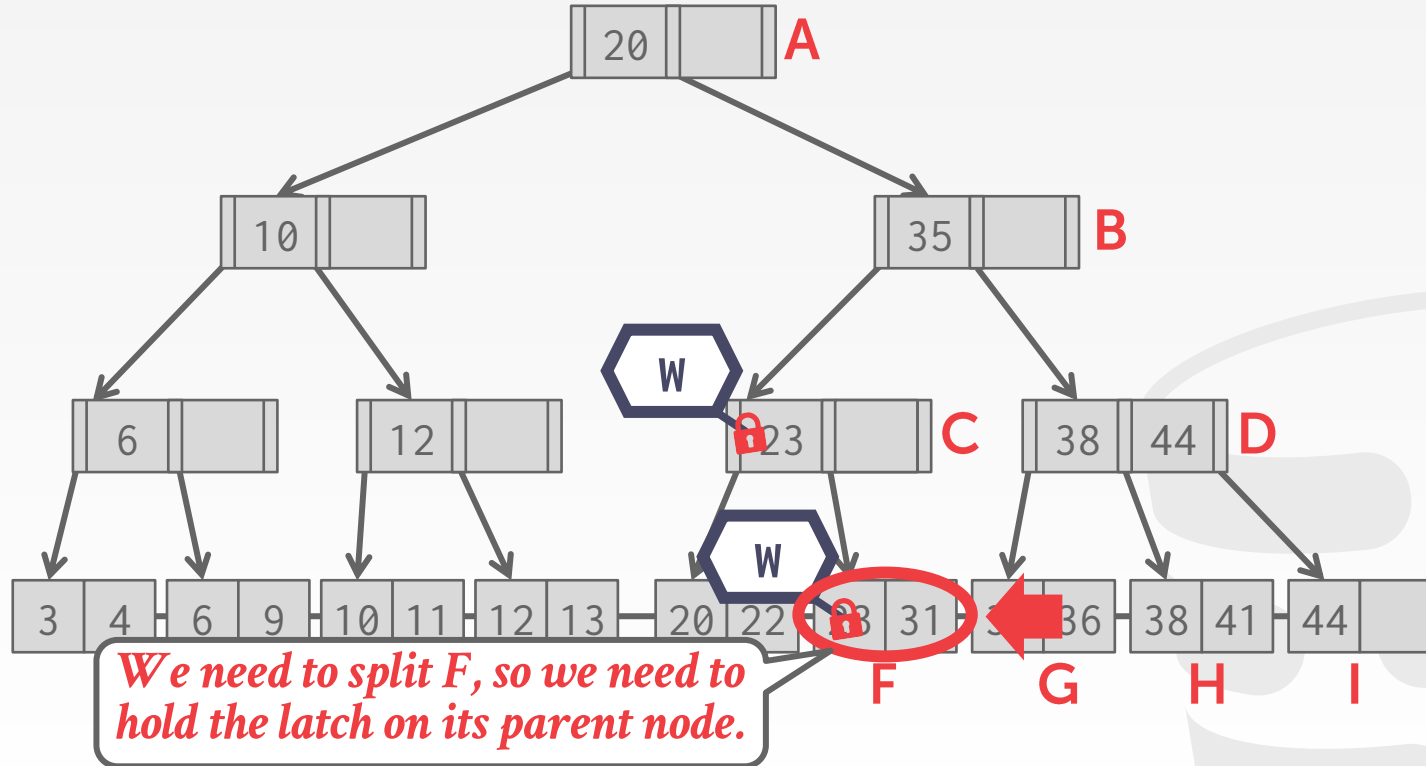 20 A
10 35 B
W
6 12 23 C 38 44 D
W
3 4 6 9 10 11 12 13 20 22 31 36 38 41 44
F G H I
We need to split F, so we need to
hold the latch on its parent node.